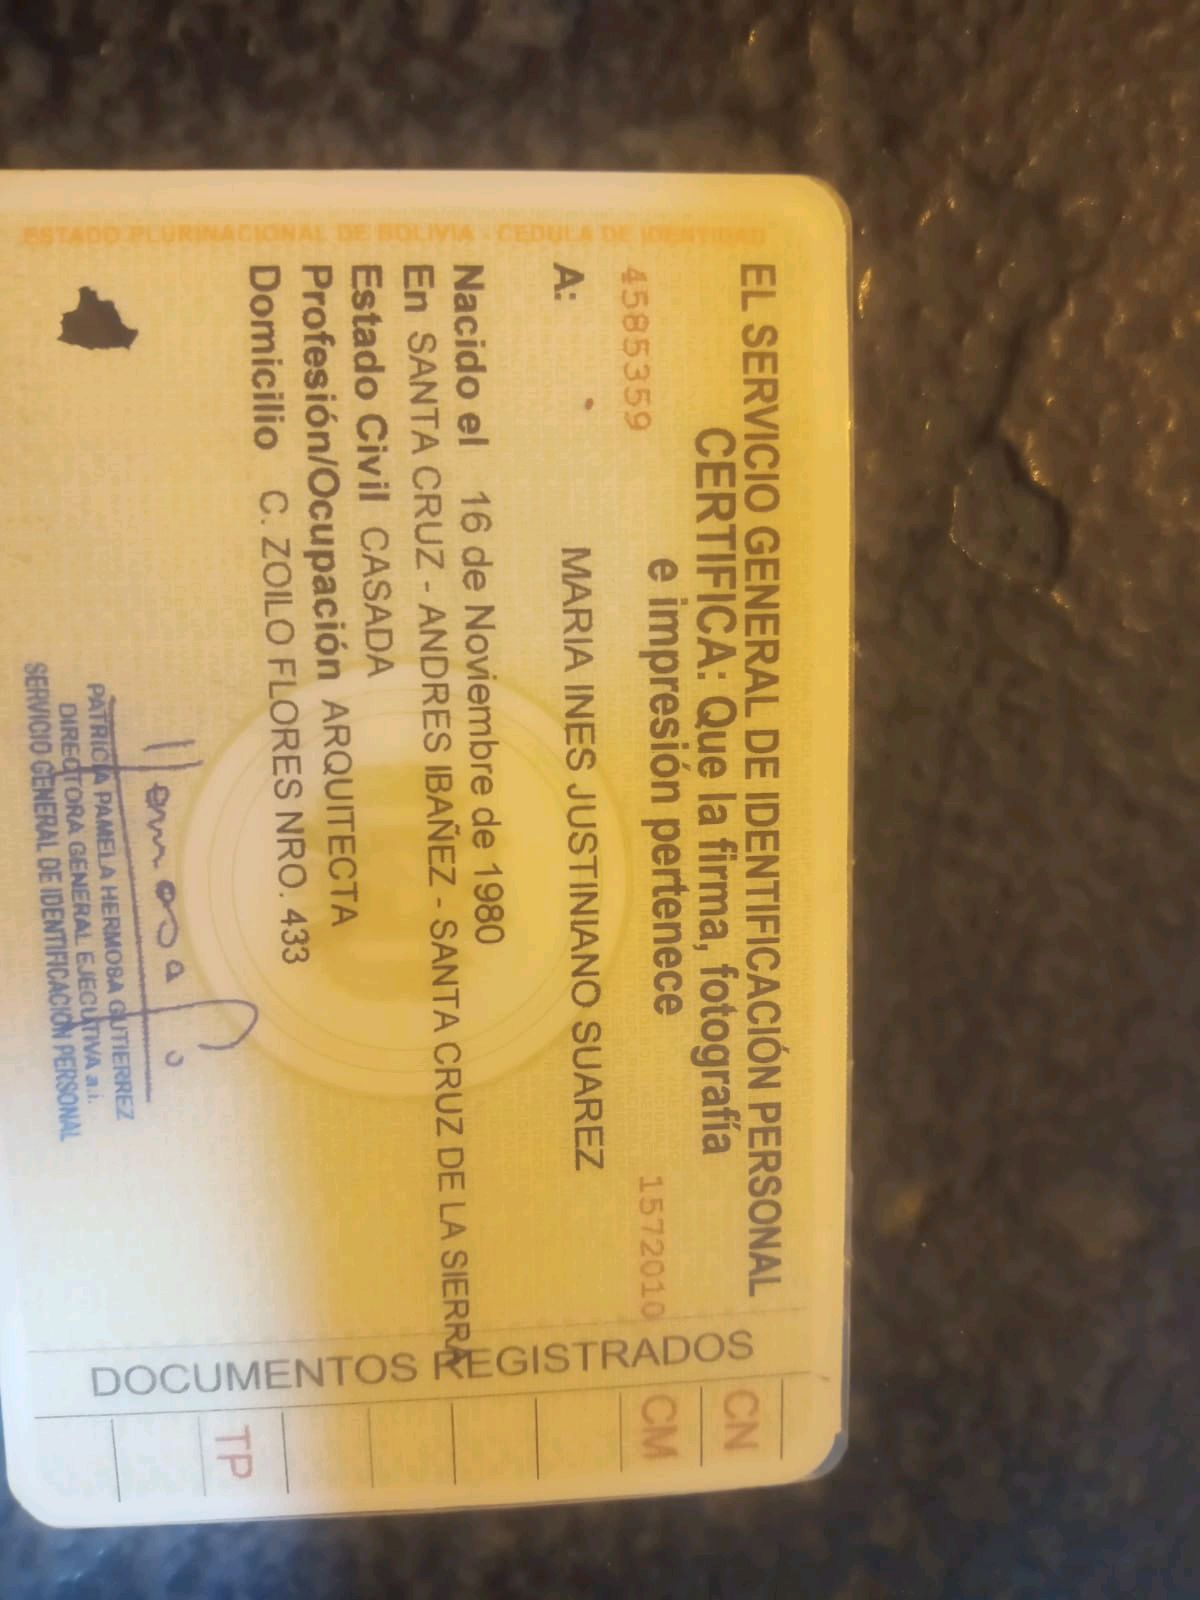 ESTADO PLURINACIONAL DE BOLIVIA - CEDULA DE IDENTIDAD
EL SERVICIO GENERAL DE IDENTIFICACIÓN PERSONAL
CERTIFICA: Que la firma, fotografía
e impresión pertenece
4585359
1572010
A:
MARIA INES JUSTINIANO SUAREZ
Nacido el 16 de Noviembre de 1980
En SANTA CRUZ - ANDRES IBAÑEZ - SANTA CRUZ DE LA SIERRA
Estado Civil CASADA
Profesión/Ocupación ARQUITECTA
Domicilio C. ZOILO FLORES NRO. 433
PATRICIA PAMELA HERMOSA GUTIERREZ
DIRECTORA GENERAL EJECUTIVA a.i.
SERVICIO GENERAL DE IDENTIFICACIÓN PERSONAL
DOCUMENTOS REGISTRADOS
CN
CM
TP